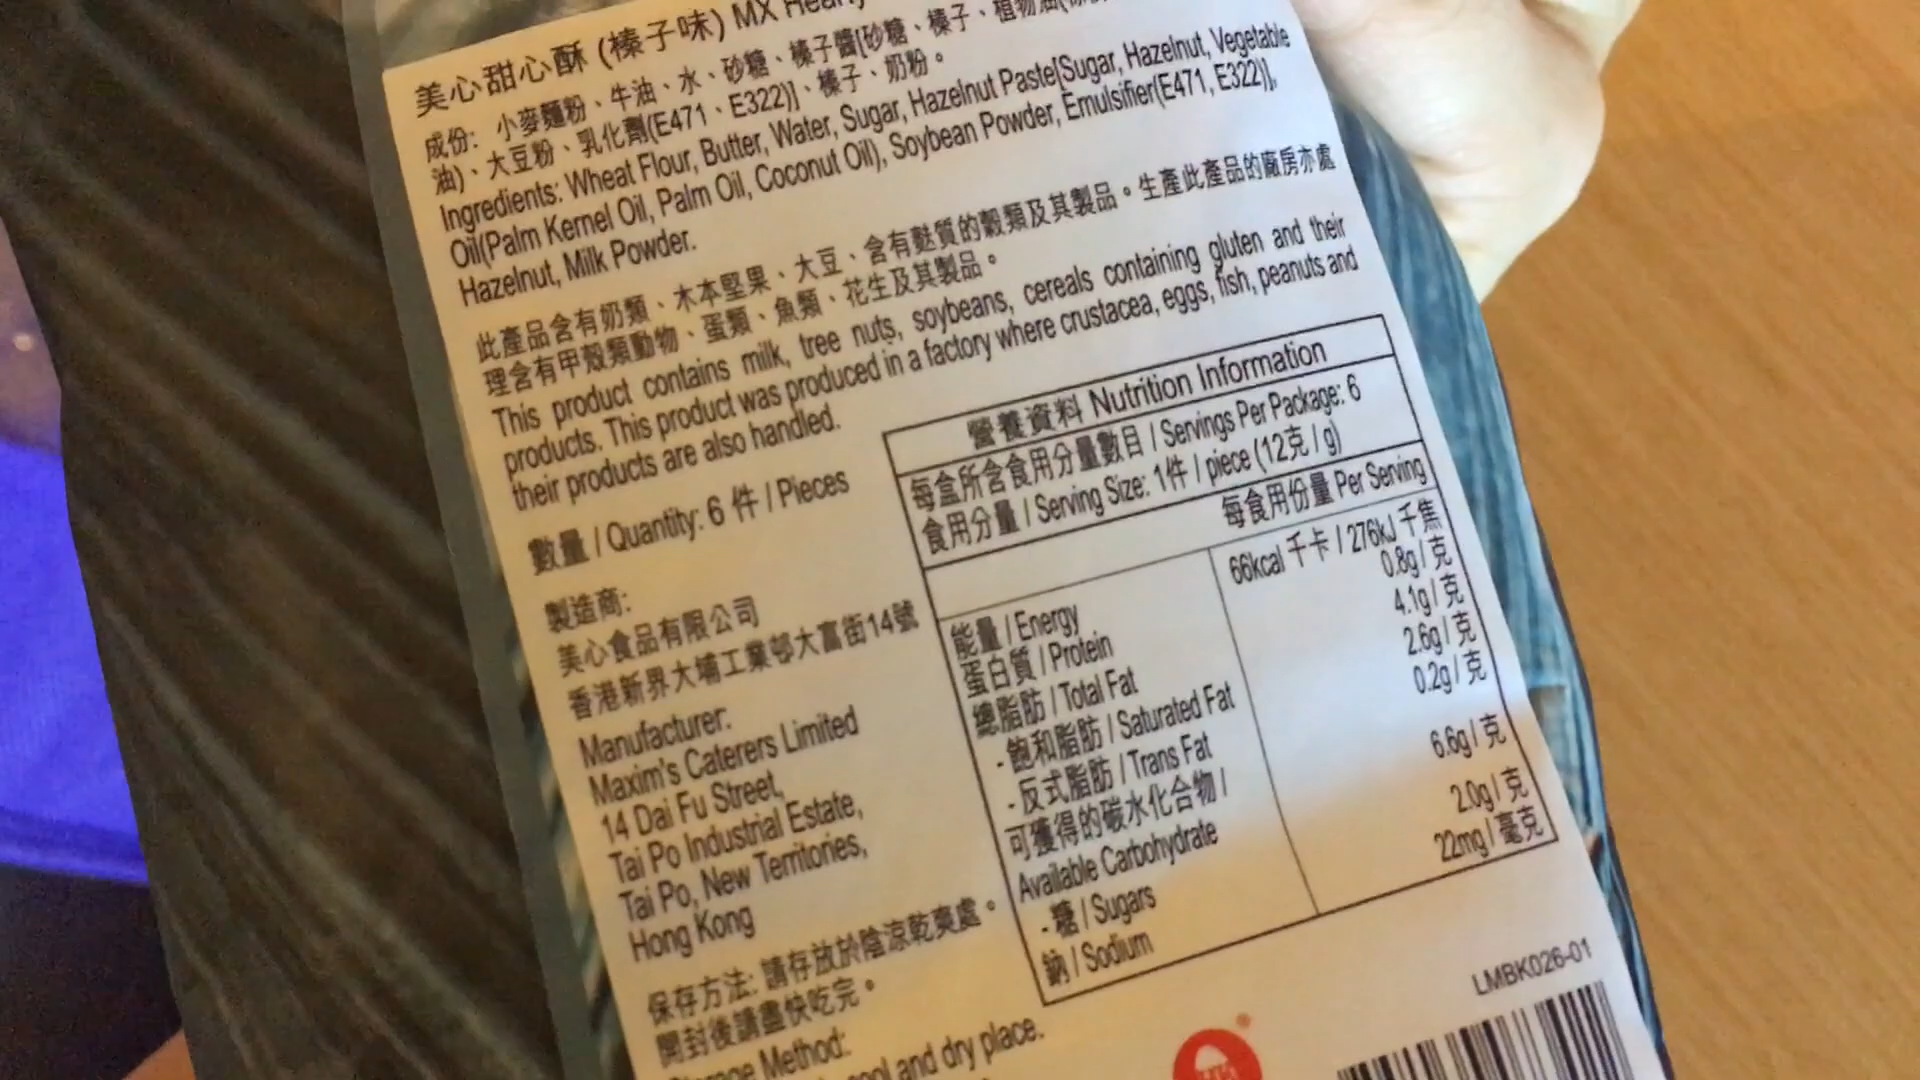 美心甜心酥 (榛子味) MX
成份: 小麥麵粉、牛油、水、砂糖、榛子醬[砂糖、榛子、植物油
油)、大豆粉、乳化劑(E471、E322)]、榛子、奶粉。
Ingredients: Wheat Flour, Butter, Water, Sugar, Hazelnut Paste[Sugar, Hazelnut, Vegetable
Oil(Palm Kernel Oil, Palm Oil, Coconut Oil), Soybean Powder, Emulsifier(E471, E322)],
Hazelnut, Milk Powder.
此產品含有奶類、木本堅果、大豆、含有麩質的穀類及其製品。生產此產品的廠房亦處
理含有甲殼類動物、蛋類、魚類、花生及其製品。
This product contains milk, tree nuts, soybeans, cereals containing gluten and their
products. This product was produced in a factory where crustacea, eggs, fish, peanuts and
their products are also handled.
數量 / Quantity: 6 件 / Pieces
製造商:
美心食品有限公司
香港新界大埔工業邨大富街14號
Manufacturer:
Maxim's Caterers Limited
14 Dai Fu Street,
Tai Po Industrial Estate,
Tai Po, New Territories,
Hong Kong
保存方法: 請存放於陰涼乾爽處。
開封後請盡快吃完。
Method:
cool and dry place.
營養資料 Nutrition Information
每盒所含食用分量數目 / Servings Per Package: 6
食用分量 / Serving Size: 1件 / piece (12克 / g)
每食用份量 Per Serving
能量 / Energy 66kcal 千卡 / 276kJ 千焦
蛋白質 / Protein 0.8g / 克
總脂肪 / Total Fat 4.1g / 克
- 飽和脂肪 / Saturated Fat 2.6g / 克
- 反式脂肪 / Trans Fat 0.2g / 克
可獲得的碳水化合物 /
Available Carbohydrate 6.6g / 克
- 糖 / Sugars 2.0g / 克
鈉 / Sodium 22mg / 毫克
LMBK026-01